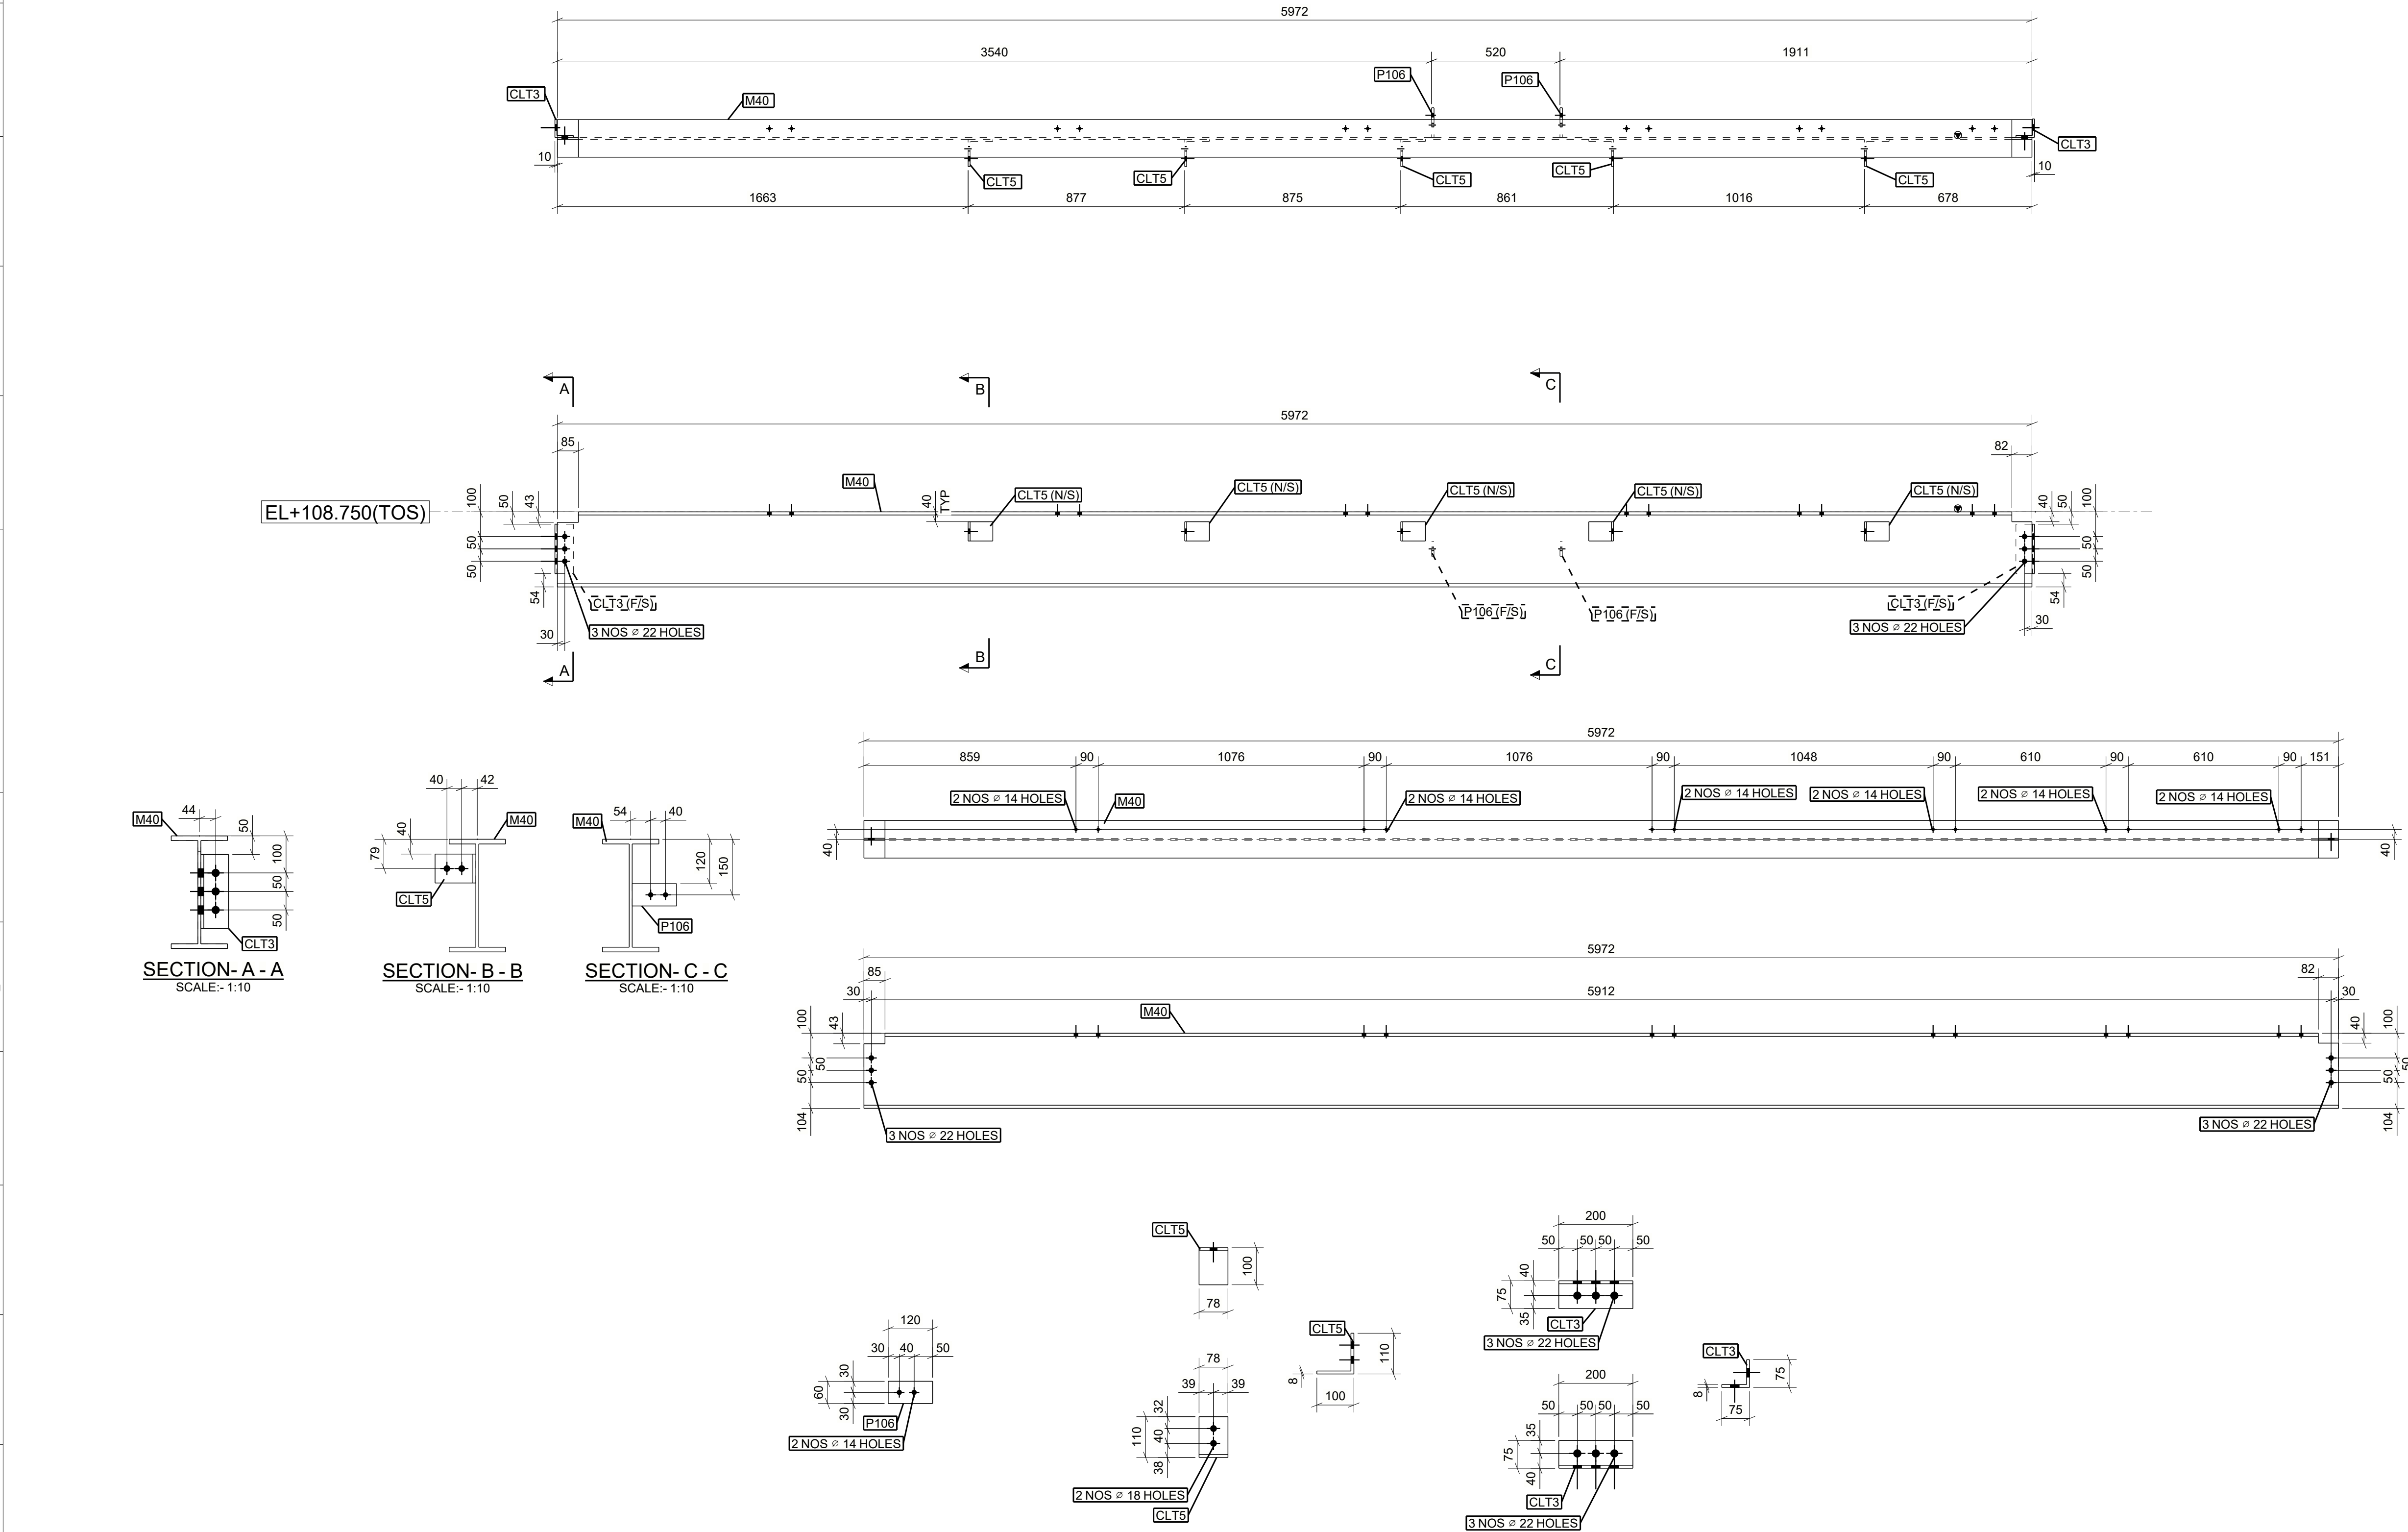 5972
3540 520 1911
P106 P106
CLT3 M40
CLT3
10 10
CLT5 CLT5 CLT5 CLT5 CLT5
1663 877 875 861 1016 678
A B C
5972
85 82
EL+108.750(TOS)
100 50 43 M40 40 TYP CLT5 (N/S) CLT5 (N/S) CLT5 (N/S) CLT5 (N/S) CLT5 (N/S) 40 50 100
50 50 50 50
54 CLT3 (F/S) P106 (F/S) P106 (F/S) CLT3 (F/S) 54
30 3 NOS ⌀ 22 HOLES 3 NOS ⌀ 22 HOLES 30
A B C
5972
859 90 1076 90 1076 90 1048 90 610 90 610 90 151
2 NOS ⌀ 14 HOLES M40 2 NOS ⌀ 14 HOLES 2 NOS ⌀ 14 HOLES 2 NOS ⌀ 14 HOLES 2 NOS ⌀ 14 HOLES 2 NOS ⌀ 14 HOLES
40 40
44 50
M40
100 50 50
CLT3
SECTION- A - A
SCALE:- 1:10
40 42
M40
40 79
CLT5
SECTION- B - B
SCALE:- 1:10
54 40
M40
120 150
P106
SECTION- C - C
SCALE:- 1:10
5972
85 82
30 5912 30
100 43 M40 40 100
50 50 50 50
104 104
3 NOS ⌀ 22 HOLES 3 NOS ⌀ 22 HOLES
120
30 40 50
30 60 30
P106
2 NOS ⌀ 14 HOLES
CLT5
100
78
78
39 39
32 110 40 38
2 NOS ⌀ 18 HOLES
CLT5
CLT5
110
8
100
200
50 50 50 50
40 75 35
CLT3
3 NOS ⌀ 22 HOLES
200
50 50 50 50
35 75 40
CLT3
3 NOS ⌀ 22 HOLES
CLT3
75
8
75